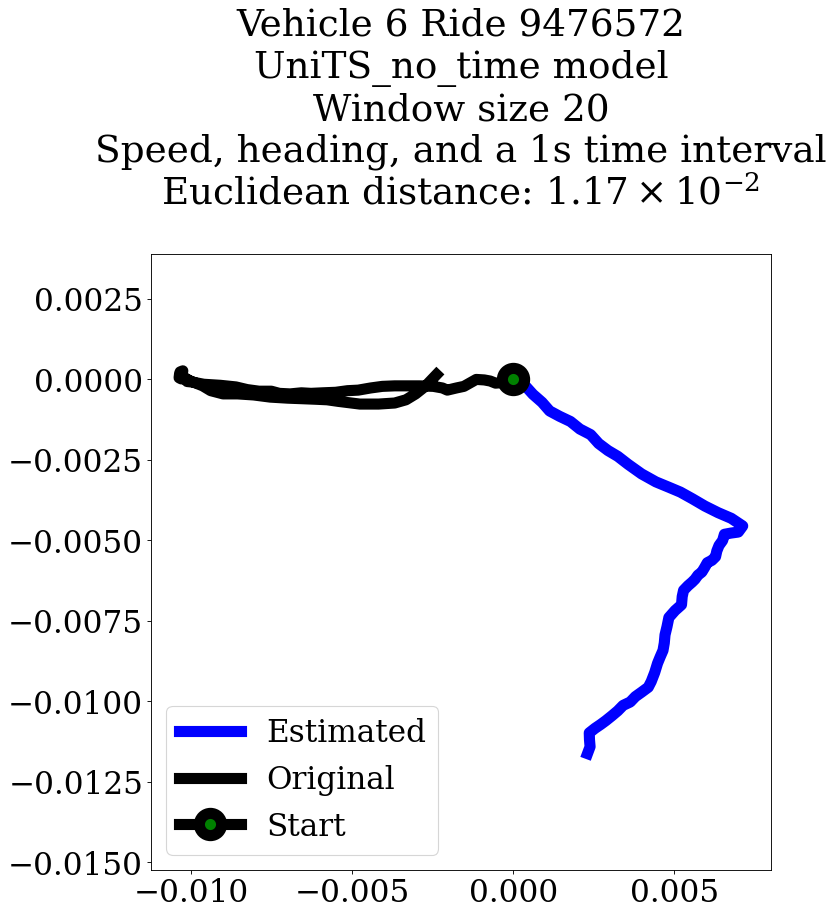 Vehicle 6 Ride 9476572
UniTS_no_time model
Window size 20
Speed, heading, and a 1s time interval
Euclidean distance: 1.17 × 10⁻²
0.0025
0.0000
−0.0025
−0.0050
−0.0075
−0.0100
−0.0125
−0.0150
Estimated
Original
Start
−0.010
−0.005
0.000
0.005